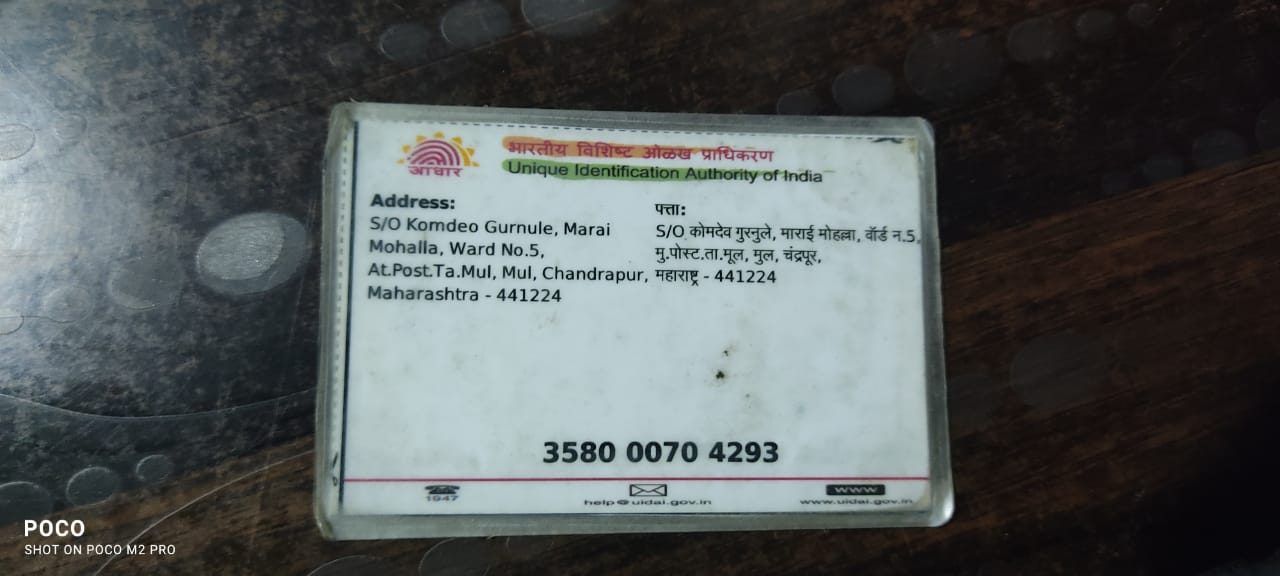 आधार
भारतीय विशिष्ट ओळख प्राधिकरण
Unique Identification Authority of India
Address:
S/O Komdeo Gurnule, Marai
Mohalla, Ward No.5,
At.Post.Ta.Mul, Mul, Chandrapur,
Maharashtra - 441224
पत्ता:
S/O कोमदेव गुरनुले, माराई मोहल्ला, वॉर्ड न.5,
मु.पोस्ट.ता.मूल, मुल, चंद्रपूर,
महाराष्ट्र - 441224
3580 0070 4293
1947
help@uidai.gov.in
www
www.uidai.gov.in
POCO
SHOT ON POCO M2 PRO